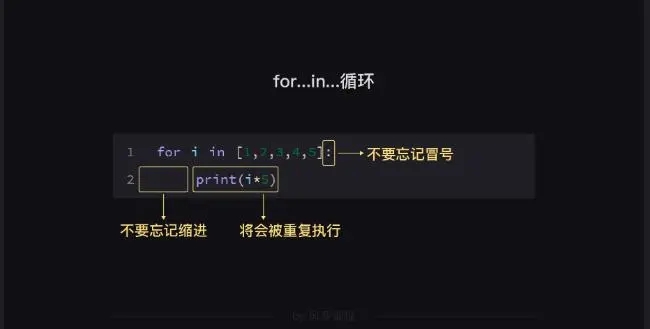 for...in...循环
1 for i in [1,2,3,4,5]: 不要忘记冒号
2 print(i*5)
不要忘记缩进 将会被重复执行